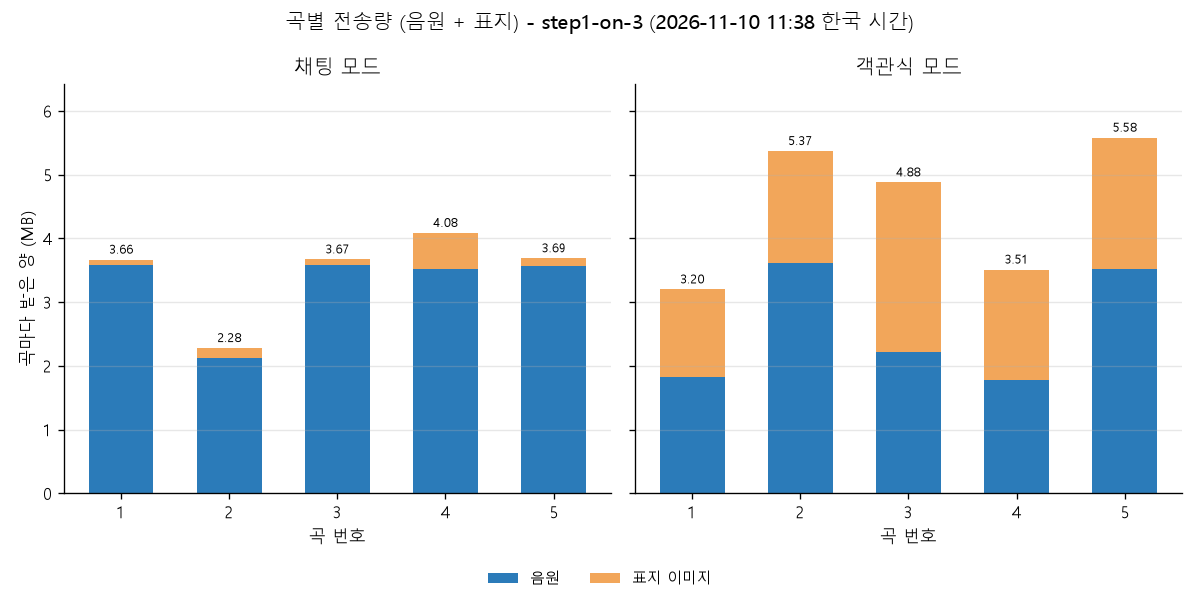 곡별 전송량 (음원 + 표지) - step1-on-3 (2026-11-10 11:38 한국 시간)
채팅 모드
객관식 모드
곡마다 받은 양 (MB)
6
5
4
3
2
1
0
3.66
2.28
3.67
4.08
3.69
3.20
5.37
4.88
3.51
5.58
1 2 3 4 5
1 2 3 4 5
곡 번호
곡 번호
음원 표지 이미지